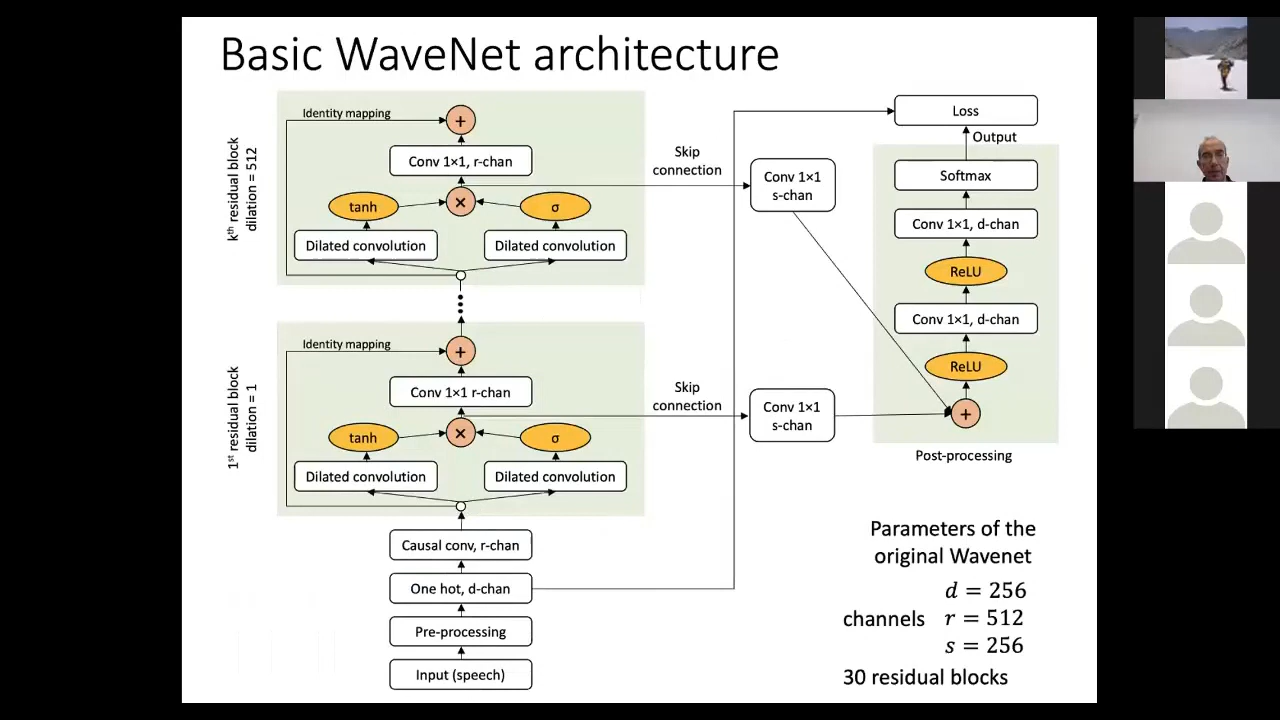 Basic WaveNet architecture
kth residual block
dilation = 512
Identity mapping
+
Conv 1×1, r-chan
tanh
×
σ
Dilated convolution
Dilated convolution
1st residual block
dilation = 1
Identity mapping
+
Conv 1×1 r-chan
tanh
×
σ
Dilated convolution
Dilated convolution
Causal conv, r-chan
One hot, d-chan
Pre-processing
Input (speech)
Skip
connection
Conv 1×1
s-chan
Skip
connection
Conv 1×1
s-chan
Loss
Output
Softmax
Conv 1×1, d-chan
ReLU
Conv 1×1, d-chan
ReLU
+
Post-processing
Parameters of the
original Wavenet
d = 256
channels r = 512
s = 256
30 residual blocks